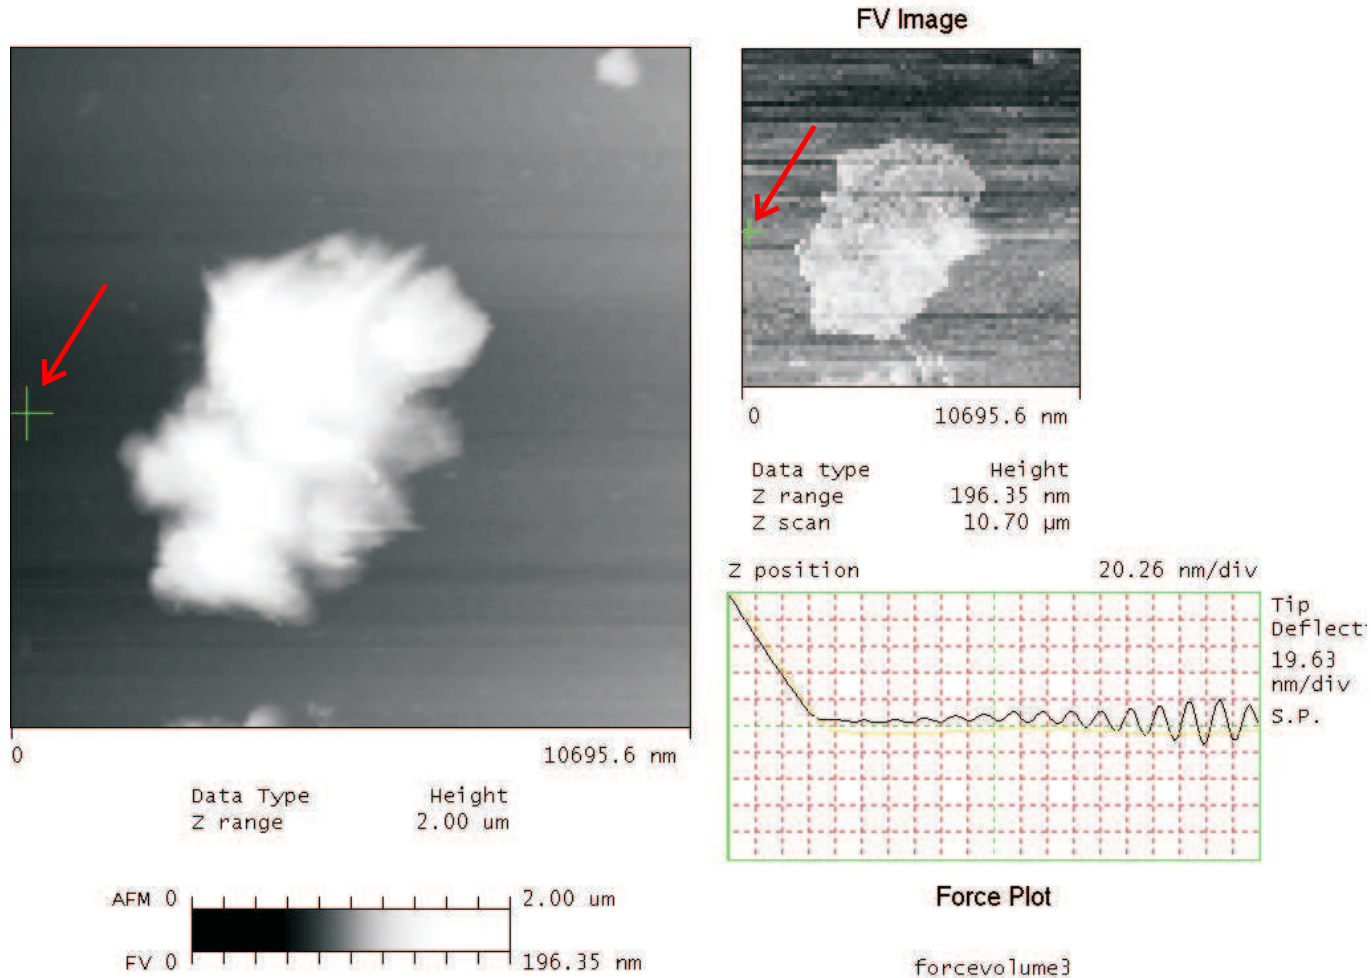 FV Image
0 10695.6 nm
Data type Height
Z range 196.35 nm
Z scan 10.70 µm
0 10695.6 nm
Data Type Height
Z range 2.00 um
Z position 20.26 nm/div
Tip
Deflecti
19.63
nm/div
S.P.
AFM 0 2.00 um
FV 0 196.35 nm
Force Plot
forcevolume3